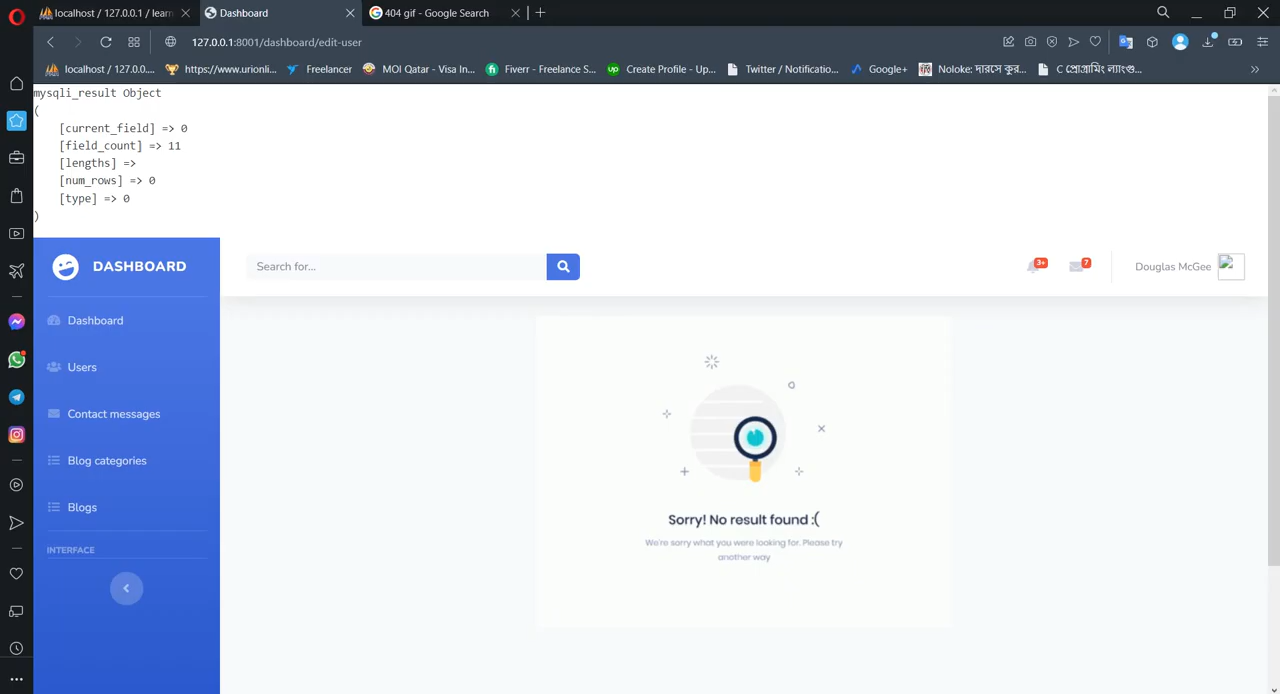 localhost / 127.0.0.1 / learn
Dashboard
404 gif - Google Search
127.0.0.1:8001/dashboard/edit-user
localhost / 127.0.0....
https://www.urionli...
Freelancer
MOI Qatar - Visa In...
Fiverr - Freelance S...
Create Profile - Up...
Twitter / Notificatio...
Google+
Noloke: দারসে কুর...
C প্রোগ্রামিং ল্যাংগু...
mysqli_result Object
(
[current_field] => 0
[field_count] => 11
[lengths] =>
[num_rows] => 0
[type] => 0
)
DASHBOARD
Search for...
3+
7
Douglas McGee
Dashboard
Users
Contact messages
Blog categories
Blogs
INTERFACE
Sorry! No result found :(
We're sorry what you were looking for. Please try
another way